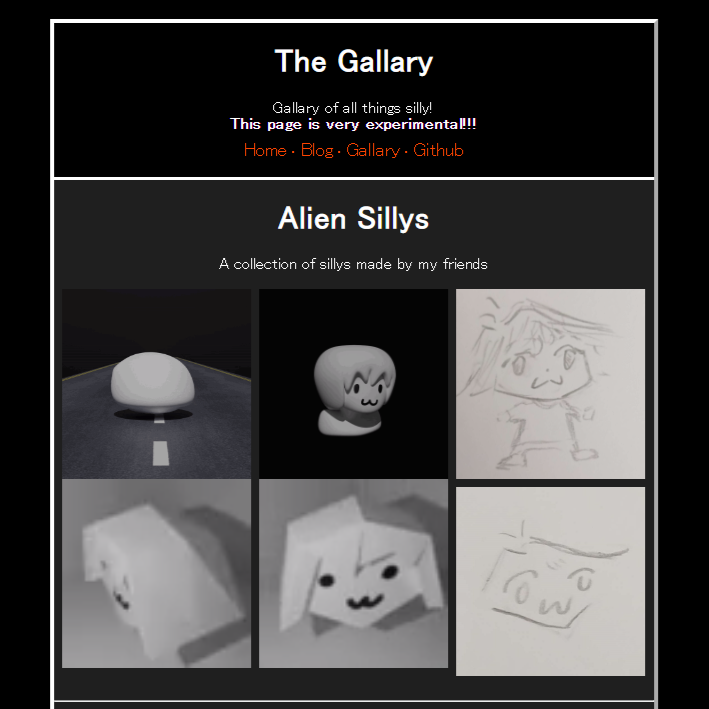 The Gallary
Gallary of all things silly!
This page is very experimental!!!
Home · Blog · Gallary · Github
Alien Sillys
A collection of sillys made by my friends